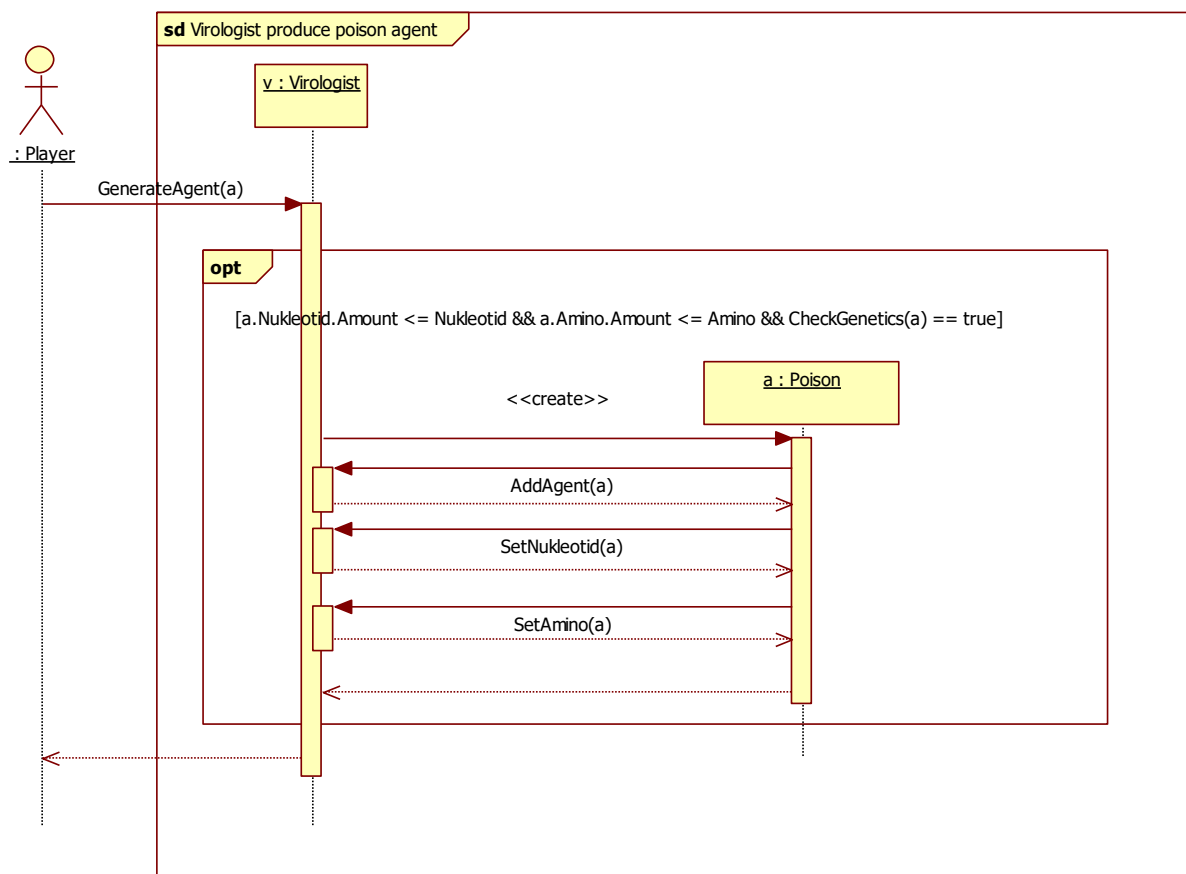 sd Virologist produce poison agent
v : Virologist
: Player
GenerateAgent(a)
opt
[a.Nukleotid.Amount <= Nukleotid && a.Amino.Amount <= Amino && CheckGenetics(a) == true]
a : Poison
<<create>>
AddAgent(a)
SetNukleotid(a)
SetAmino(a)